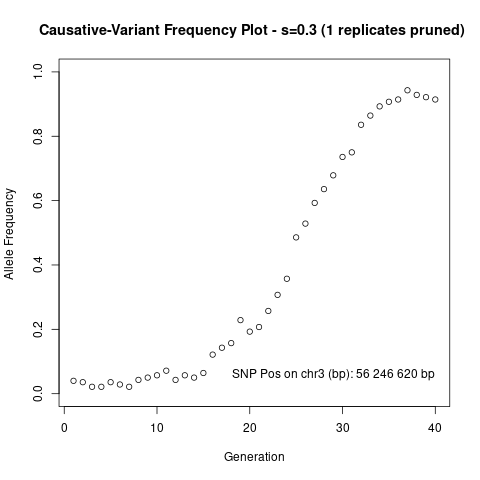 Causative-Variant Frequency Plot - s=0.3 (1 replicates pruned)
Allele Frequency
1.0
0.8
0.6
0.4
0.2
0.0
SNP Pos on chr3 (bp): 56 246 620 bp
0 10 20 30 40
Generation